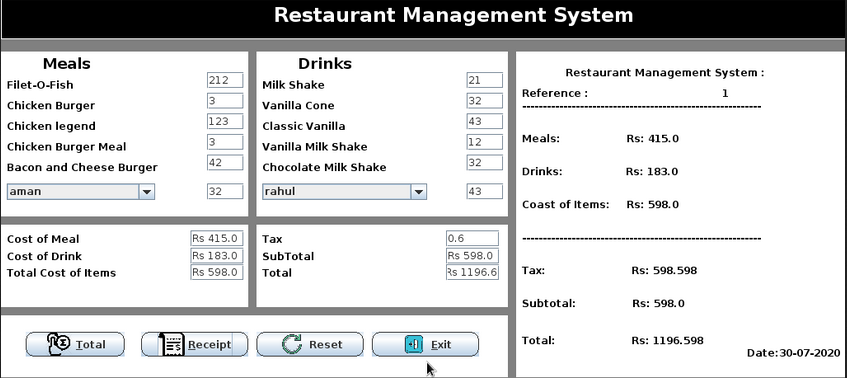 Restaurant Management System
Meals
Filet-O-Fish 212
Chicken Burger 3
Chicken legend 123
Chicken Burger Meal 3
Bacon and Cheese Burger 42
aman 32
Drinks
Milk Shake 21
Vanilla Cone 32
Classic Vanilla 43
Vanilla Milk Shake 12
Chocolate Milk Shake 32
rahul 43
Cost of Meal Rs 415.0
Cost of Drink Rs 183.0
Total Cost of Items Rs 598.0
Tax 0.6
SubTotal Rs 598.0
Total Rs 1196.6
Total Receipt Reset Exit
Restaurant Management System :
Reference : 1
------------------------------------------------------------
Meals: Rs: 415.0
Drinks: Rs: 183.0
Coast of Items: Rs: 598.0
------------------------------------------------------------
Tax: Rs: 598.598
Subtotal: Rs: 598.0
Total: Rs: 1196.598
Date:30-07-2020